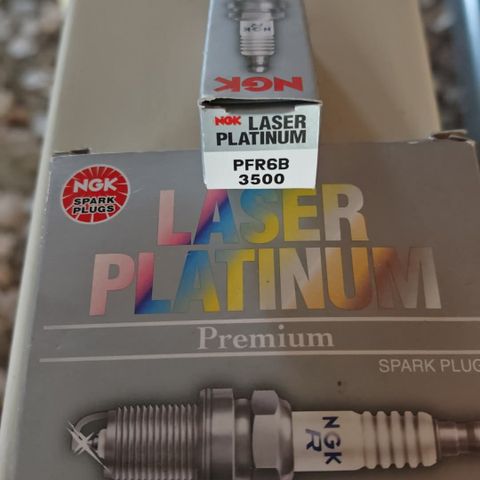 NGK
NGK LASER
PLATINUM
PFR6B
3500
NGK
SPARK
PLUGS
LASER
PLATINUM
Premium
SPARK PLUG
NGK
R